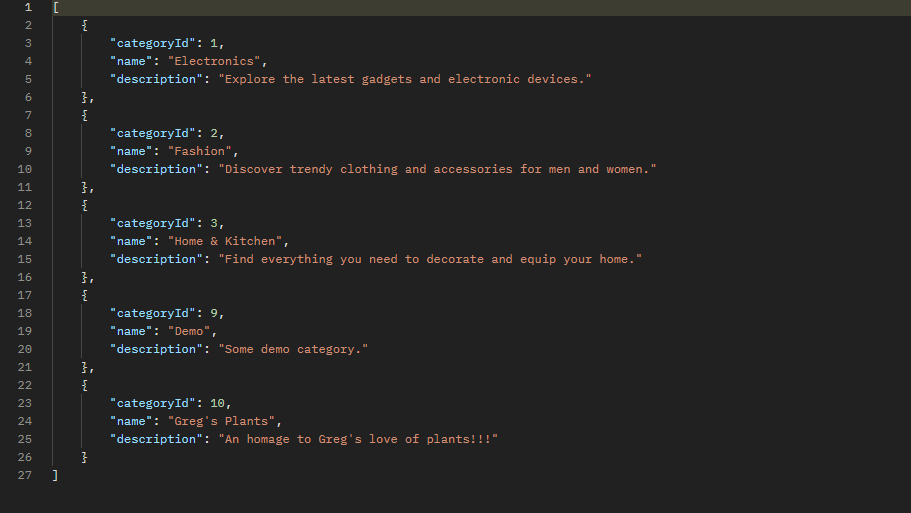 1 [
2     {
3         "categoryId": 1,
4         "name": "Electronics",
5         "description": "Explore the latest gadgets and electronic devices."
6     },
7     {
8         "categoryId": 2,
9         "name": "Fashion",
10         "description": "Discover trendy clothing and accessories for men and women."
11     },
12     {
13         "categoryId": 3,
14         "name": "Home & Kitchen",
15         "description": "Find everything you need to decorate and equip your home."
16     },
17     {
18         "categoryId": 9,
19         "name": "Demo",
20         "description": "Some demo category."
21     },
22     {
23         "categoryId": 10,
24         "name": "Greg's Plants",
25         "description": "An homage to Greg's love of plants!!!"
26     }
27 ]